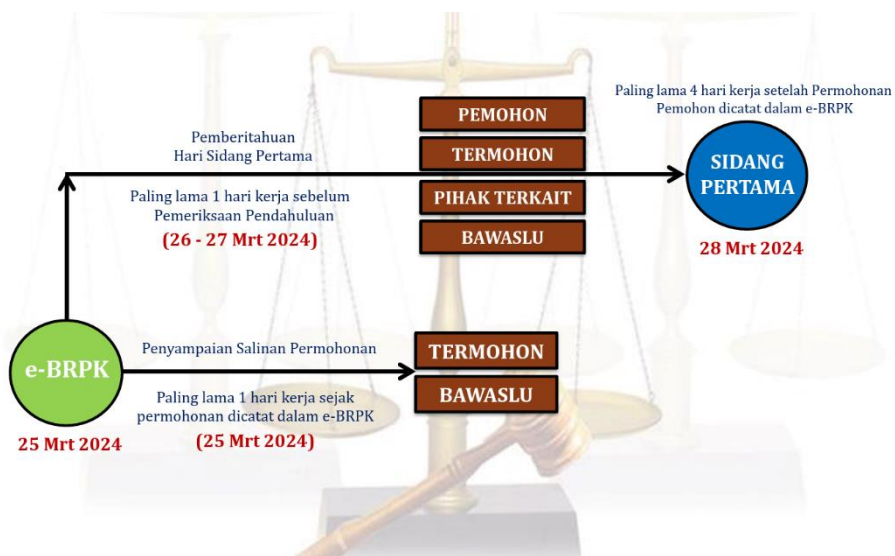 Paling lama 4 hari kerja setelah Permohonan
Pemohon dicatat dalam e-BRPK
Pemberitahuan
Hari Sidang Pertama
PEMOHON
TERMOHON
PIHAK TERKAIT
BAWASLU
SIDANG
PERTAMA
Paling lama 1 hari kerja sebelum
Pemeriksaan Pendahuluan
(26 - 27 Mrt 2024)
28 Mrt 2024
e-BRPK
25 Mrt 2024
Penyampaian Salinan Permohonan
Paling lama 1 hari kerja sejak
permohonan dicatat dalam e-BRPK
(25 Mrt 2024)
TERMOHON
BAWASLU